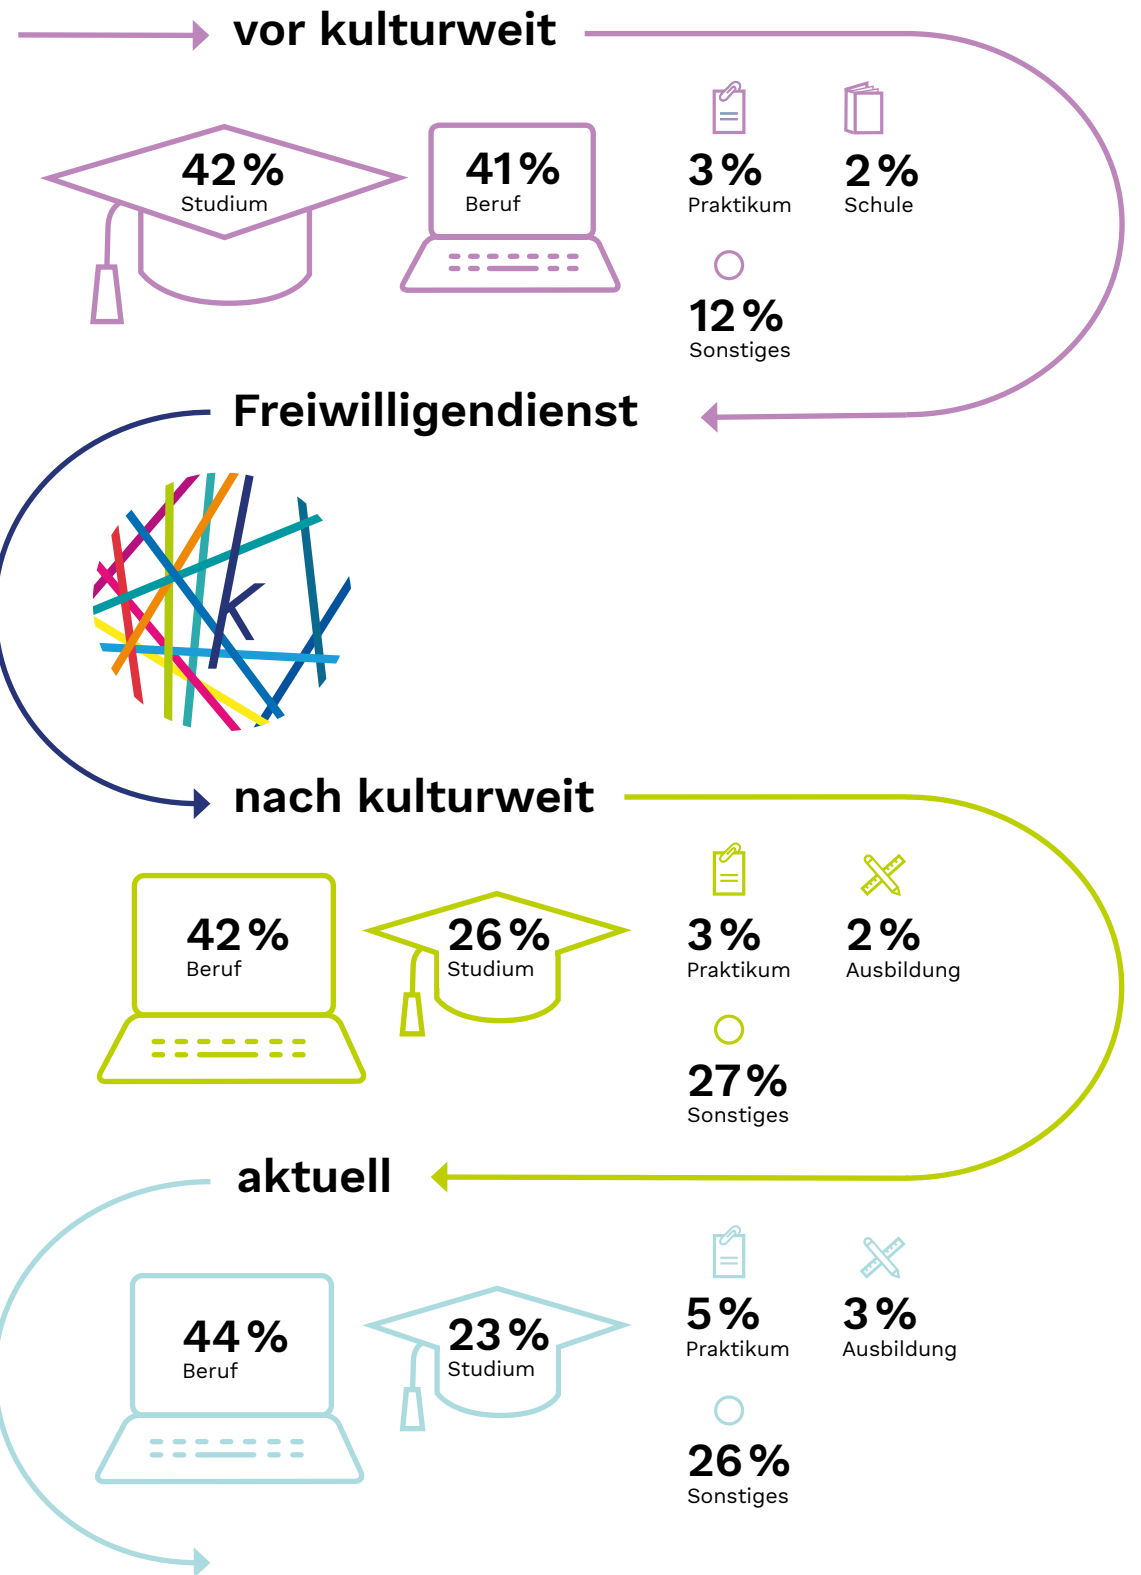 vor kulturweit
42 %
Studium
41 %
Beruf
3 %
Praktikum
2 %
Schule
12 %
Sonstiges
Freiwilligendienst
K
nach kulturweit
42 %
Beruf
26 %
Studium
3 %
Praktikum
2 %
Ausbildung
27 %
Sonstiges
aktuell
44 %
Beruf
23 %
Studium
5 %
Praktikum
3 %
Ausbildung
26 %
Sonstiges